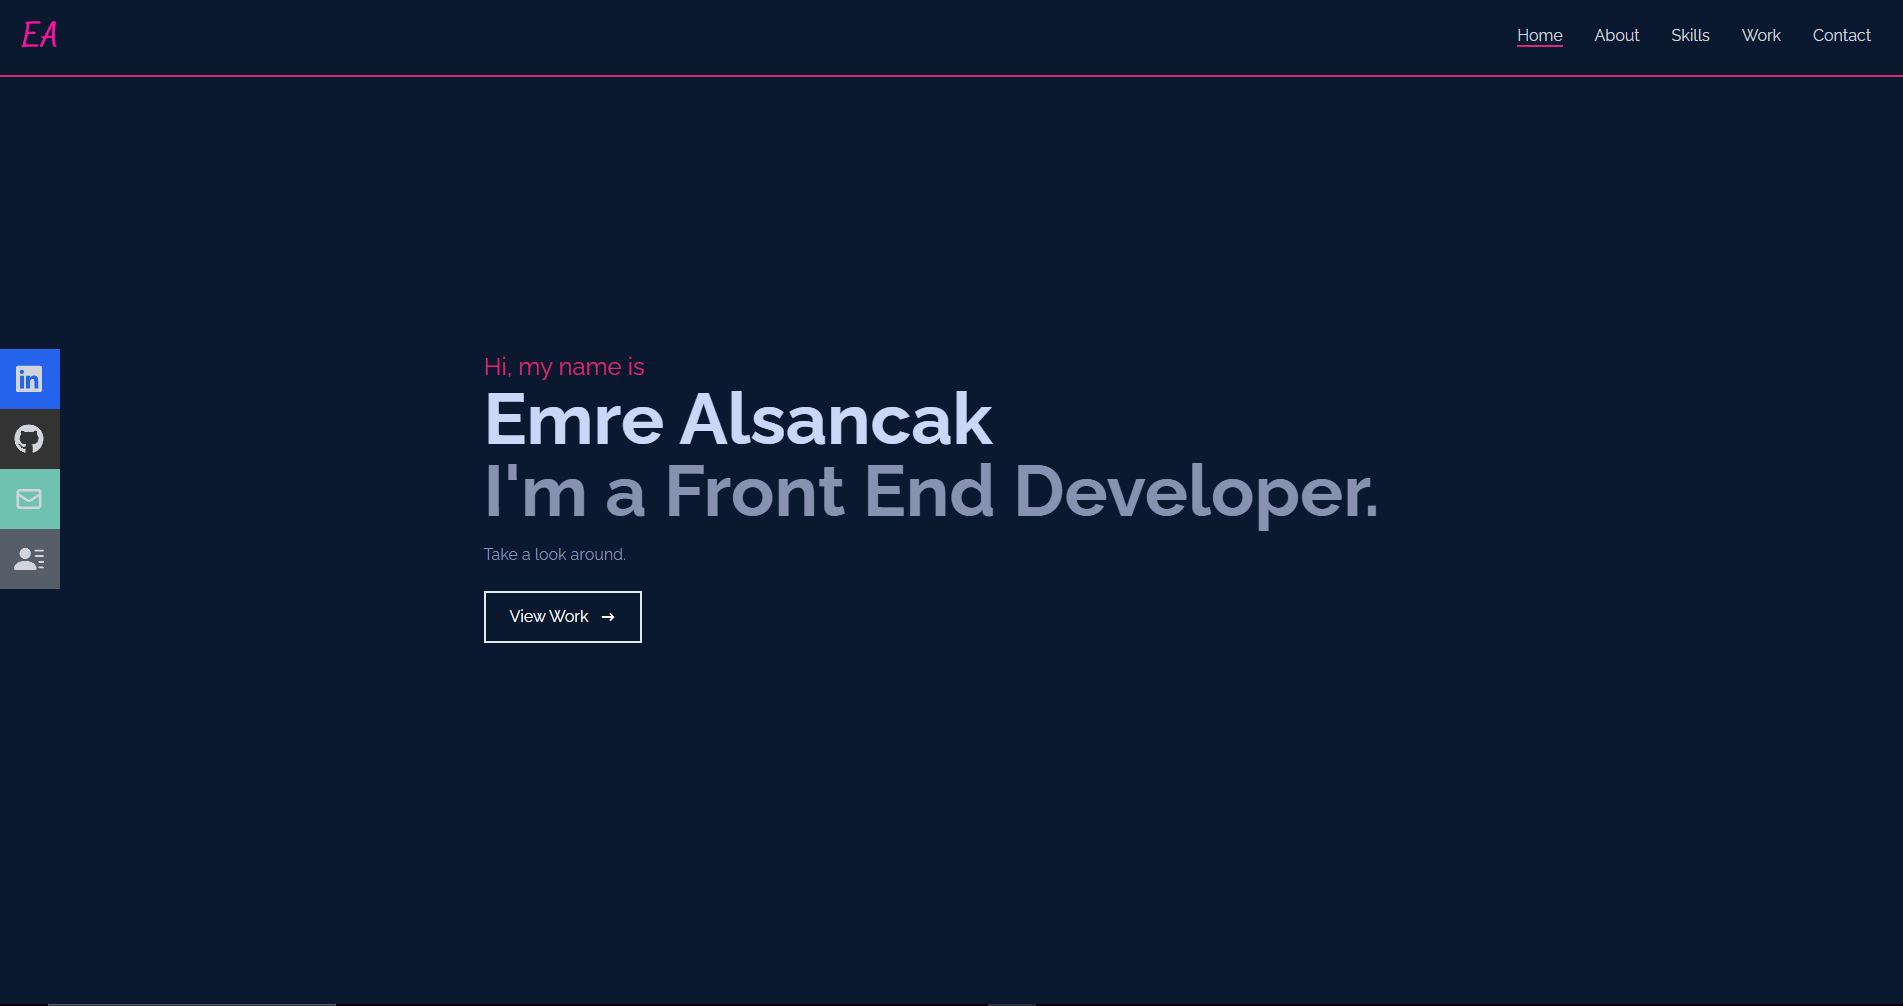 EA
Home About Skills Work Contact
Hi, my name is
Emre Alsancak
I'm a Front End Developer.
in
Take a look around.
View Work →